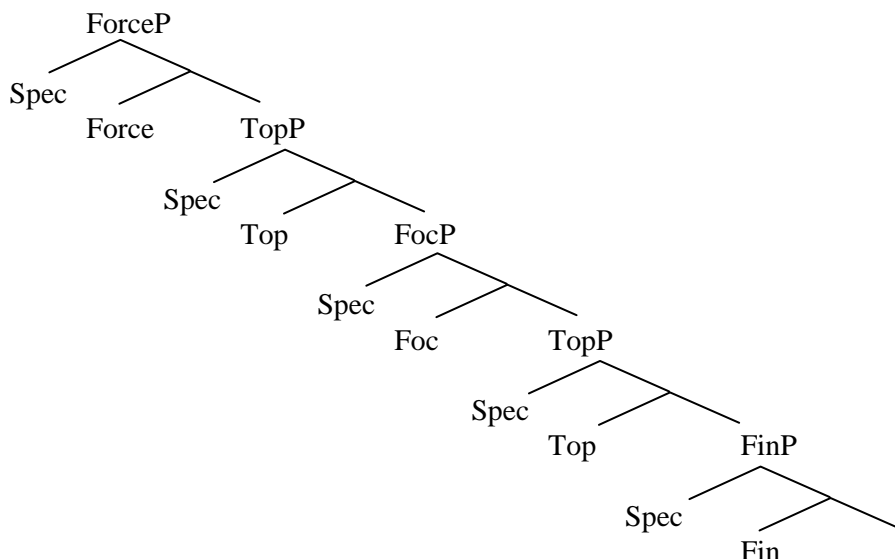 ForceP
Spec
Force TopP
Spec
Top FocP
Spec
Foc TopP
Spec
Top FinP
Spec
Fin